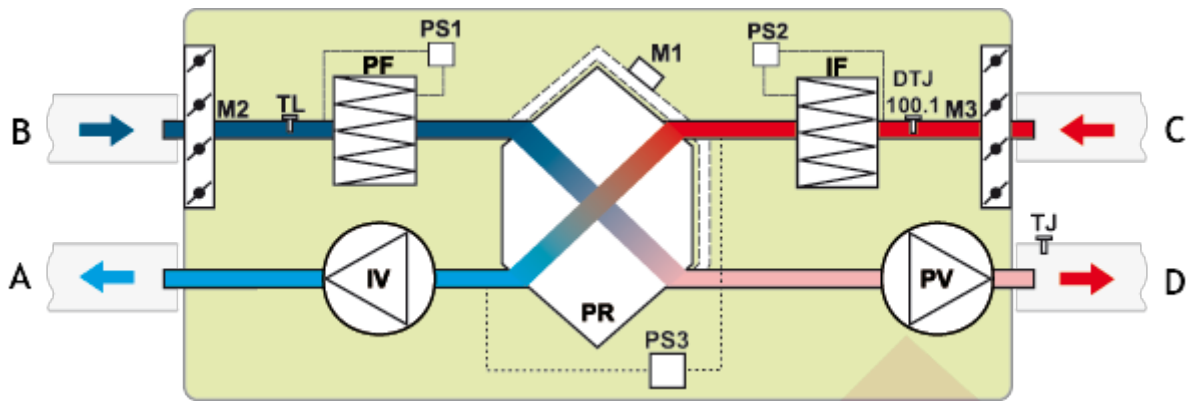 PS1
PS2
M1
PF
IF
DTJ
100.1
M2
TL
M3
B
C
TJ
A
IV
PV
D
PR
PS3